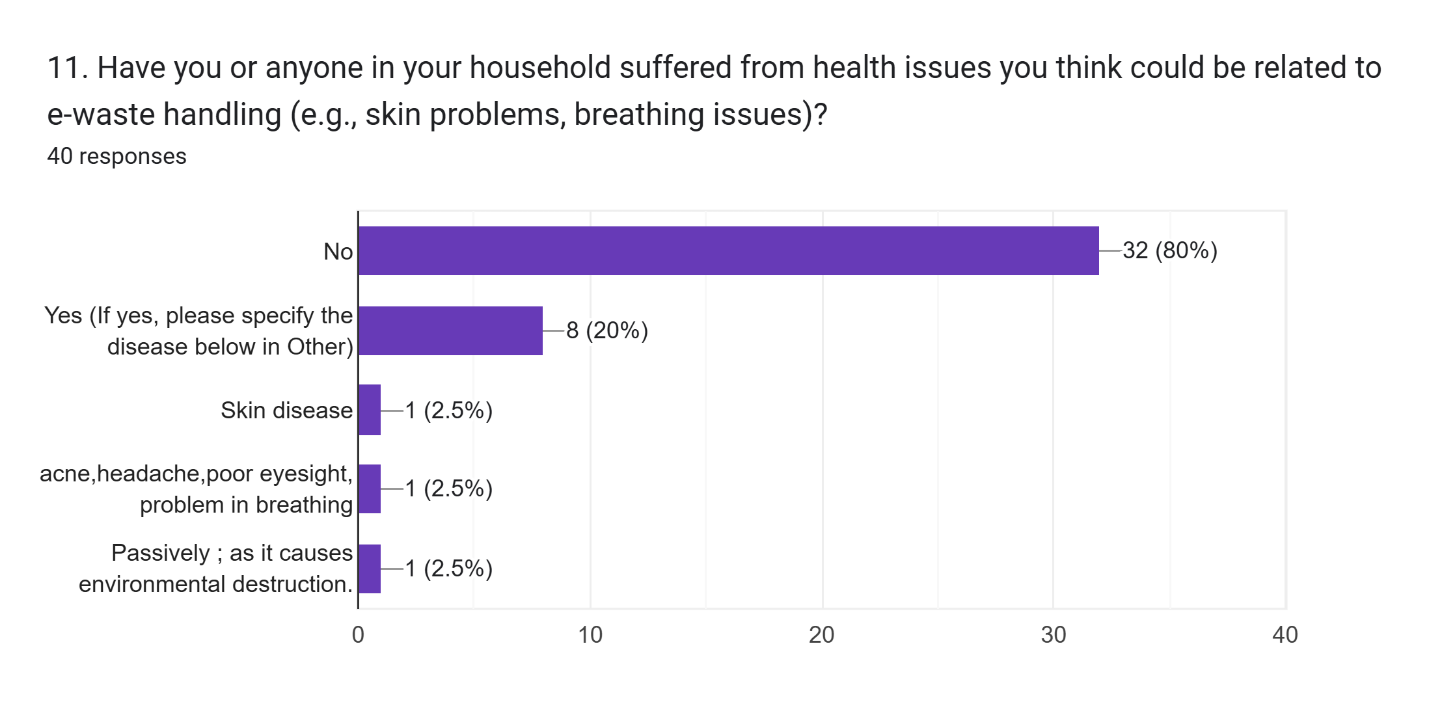 11. Have you or anyone in your household suffered from health issues you think could be related to
e-waste handling (e.g., skin problems, breathing issues)?
40 responses
No
32 (80%)
Yes (If yes, please specify the
disease below in Other)
8 (20%)
Skin disease
1 (2.5%)
acne,headache,poor eyesight,
problem in breathing
1 (2.5%)
Passively ; as it causes
environmental destruction.
1 (2.5%)
0 10 20 30 40